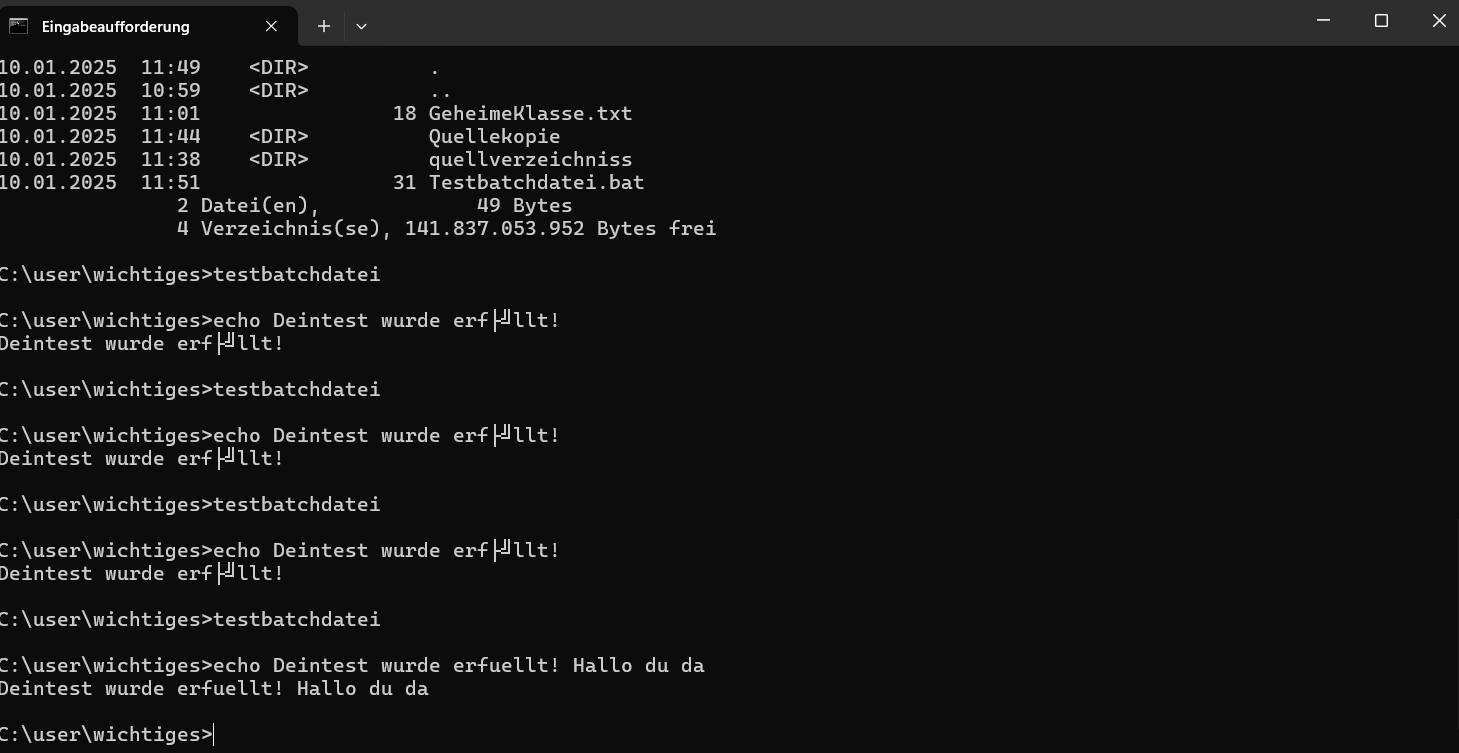 Eingabeaufforderung
10.01.2025  11:49    <DIR>          .
10.01.2025  10:59    <DIR>          ..
10.01.2025  11:01                18 GeheimeKlasse.txt
10.01.2025  11:44    <DIR>          Quellekopie
10.01.2025  11:38    <DIR>          quellverzeichniss
10.01.2025  11:51                31 Testbatchdatei.bat
               2 Datei(en),             49 Bytes
               4 Verzeichnis(se), 141.837.053.952 Bytes frei
C:\user\wichtiges>testbatchdatei
C:\user\wichtiges>echo Deintest wurde erf├╝llt!
Deintest wurde erf├╝llt!
C:\user\wichtiges>testbatchdatei
C:\user\wichtiges>echo Deintest wurde erf├╝llt!
Deintest wurde erf├╝llt!
C:\user\wichtiges>testbatchdatei
C:\user\wichtiges>echo Deintest wurde erf├╝llt!
Deintest wurde erf├╝llt!
C:\user\wichtiges>testbatchdatei
C:\user\wichtiges>echo Deintest wurde erfuellt! Hallo du da
Deintest wurde erfuellt! Hallo du da
C:\user\wichtiges>